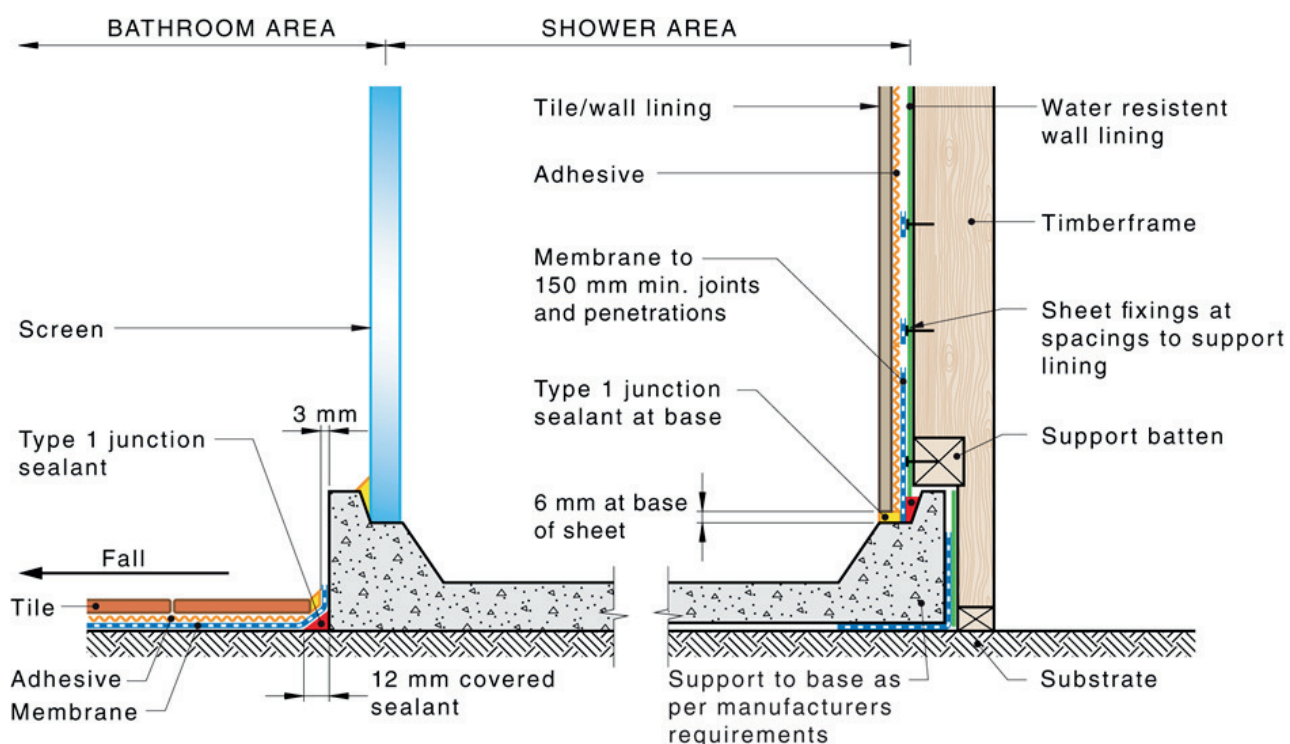 BATHROOM AREA
SHOWER AREA
Tile/wall lining
Adhesive
Membrane to
150 mm min. joints
and penetrations
Type 1 junction
sealant at base
6 mm at base
of sheet
Water resistent
wall lining
Timberframe
Sheet fixings at
spacings to support
lining
Support batten
Screen
3 mm
Type 1 junction
sealant
Fall
Tile
Adhesive
Membrane
12 mm covered
sealant
Support to base as
per manufacturers
requirements
Substrate